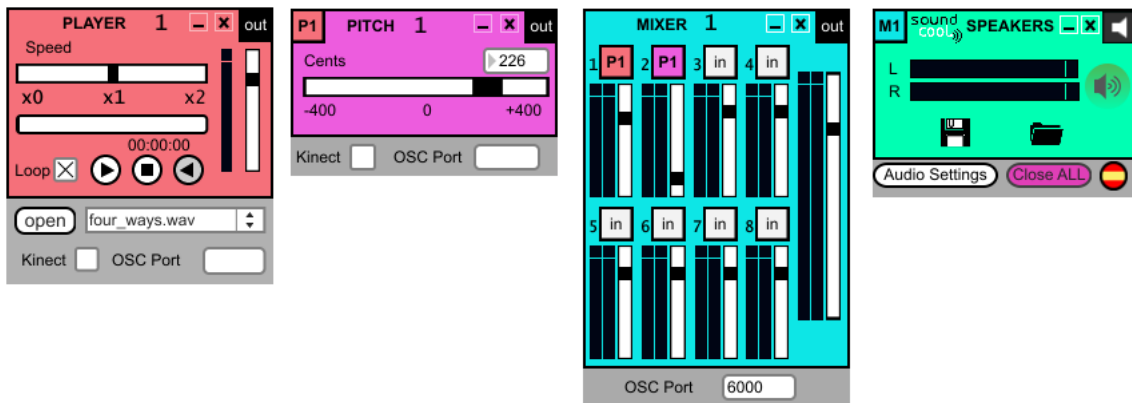 PLAYER 1 out
Speed
x0 x1 x2
00:00:00
Loop
open four_ways.wav
Kinect OSC Port
P1 PITCH 1 out
Cents 226
-400 0 +400
Kinect OSC Port
MIXER 1 out
1 P1 2 P1 3 in 4 in
5 in 6 in 7 in 8 in
OSC Port 6000
M1 sound cool SPEAKERS
L
R
Audio Settings Close ALL